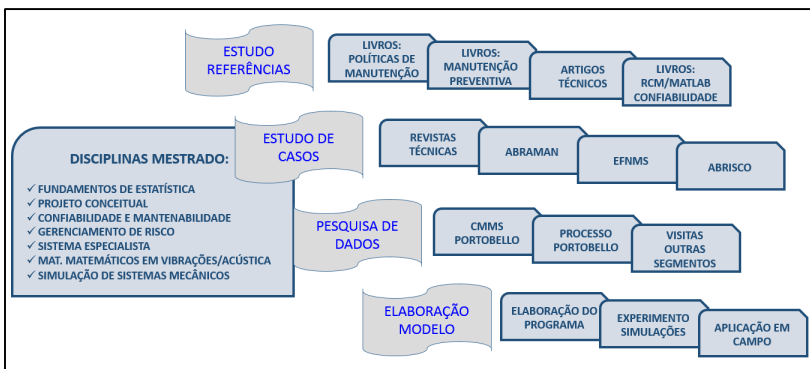 ESTUDO
REFERÊNCIAS
LIVROS:
POLÍTICAS DE
MANUTENÇÃO
LIVROS:
MANUTENÇÃO
PREVENTIVA
ARTIGOS
TÉCNICOS
LIVROS:
RCM/MATLAB
CONFIABILIDADE
ESTUDO DE
CASOS
REVISTAS
TÉCNICAS
ABRAMAN
EFNMS
ABRISCO
DISCIPLINAS MESTRADO:
✓ FUNDAMENTOS DE ESTATÍSTICA
✓ PROJETO CONCEITUAL
✓ CONFIABILIDADE E MANTENABILIDADE
✓ GERENCIAMENTO DE RISCO
✓ SISTEMA ESPECIALISTA
✓ MAT. MATEMÁTICOS EM VIBRAÇÕES/ACÚSTICA
✓ SIMULAÇÃO DE SISTEMAS MECÂNICOS
PESQUISA DE
DADOS
CMMS
PORTOBELLO
PROCESSO
PORTOBELLO
VISITAS
OUTRAS
SEGMENTOS
ELABORAÇÃO
MODELO
ELABORAÇÃO DO
PROGRAMA
EXPERIMENTO
SIMULAÇÕES
APLICAÇÃO EM
CAMPO